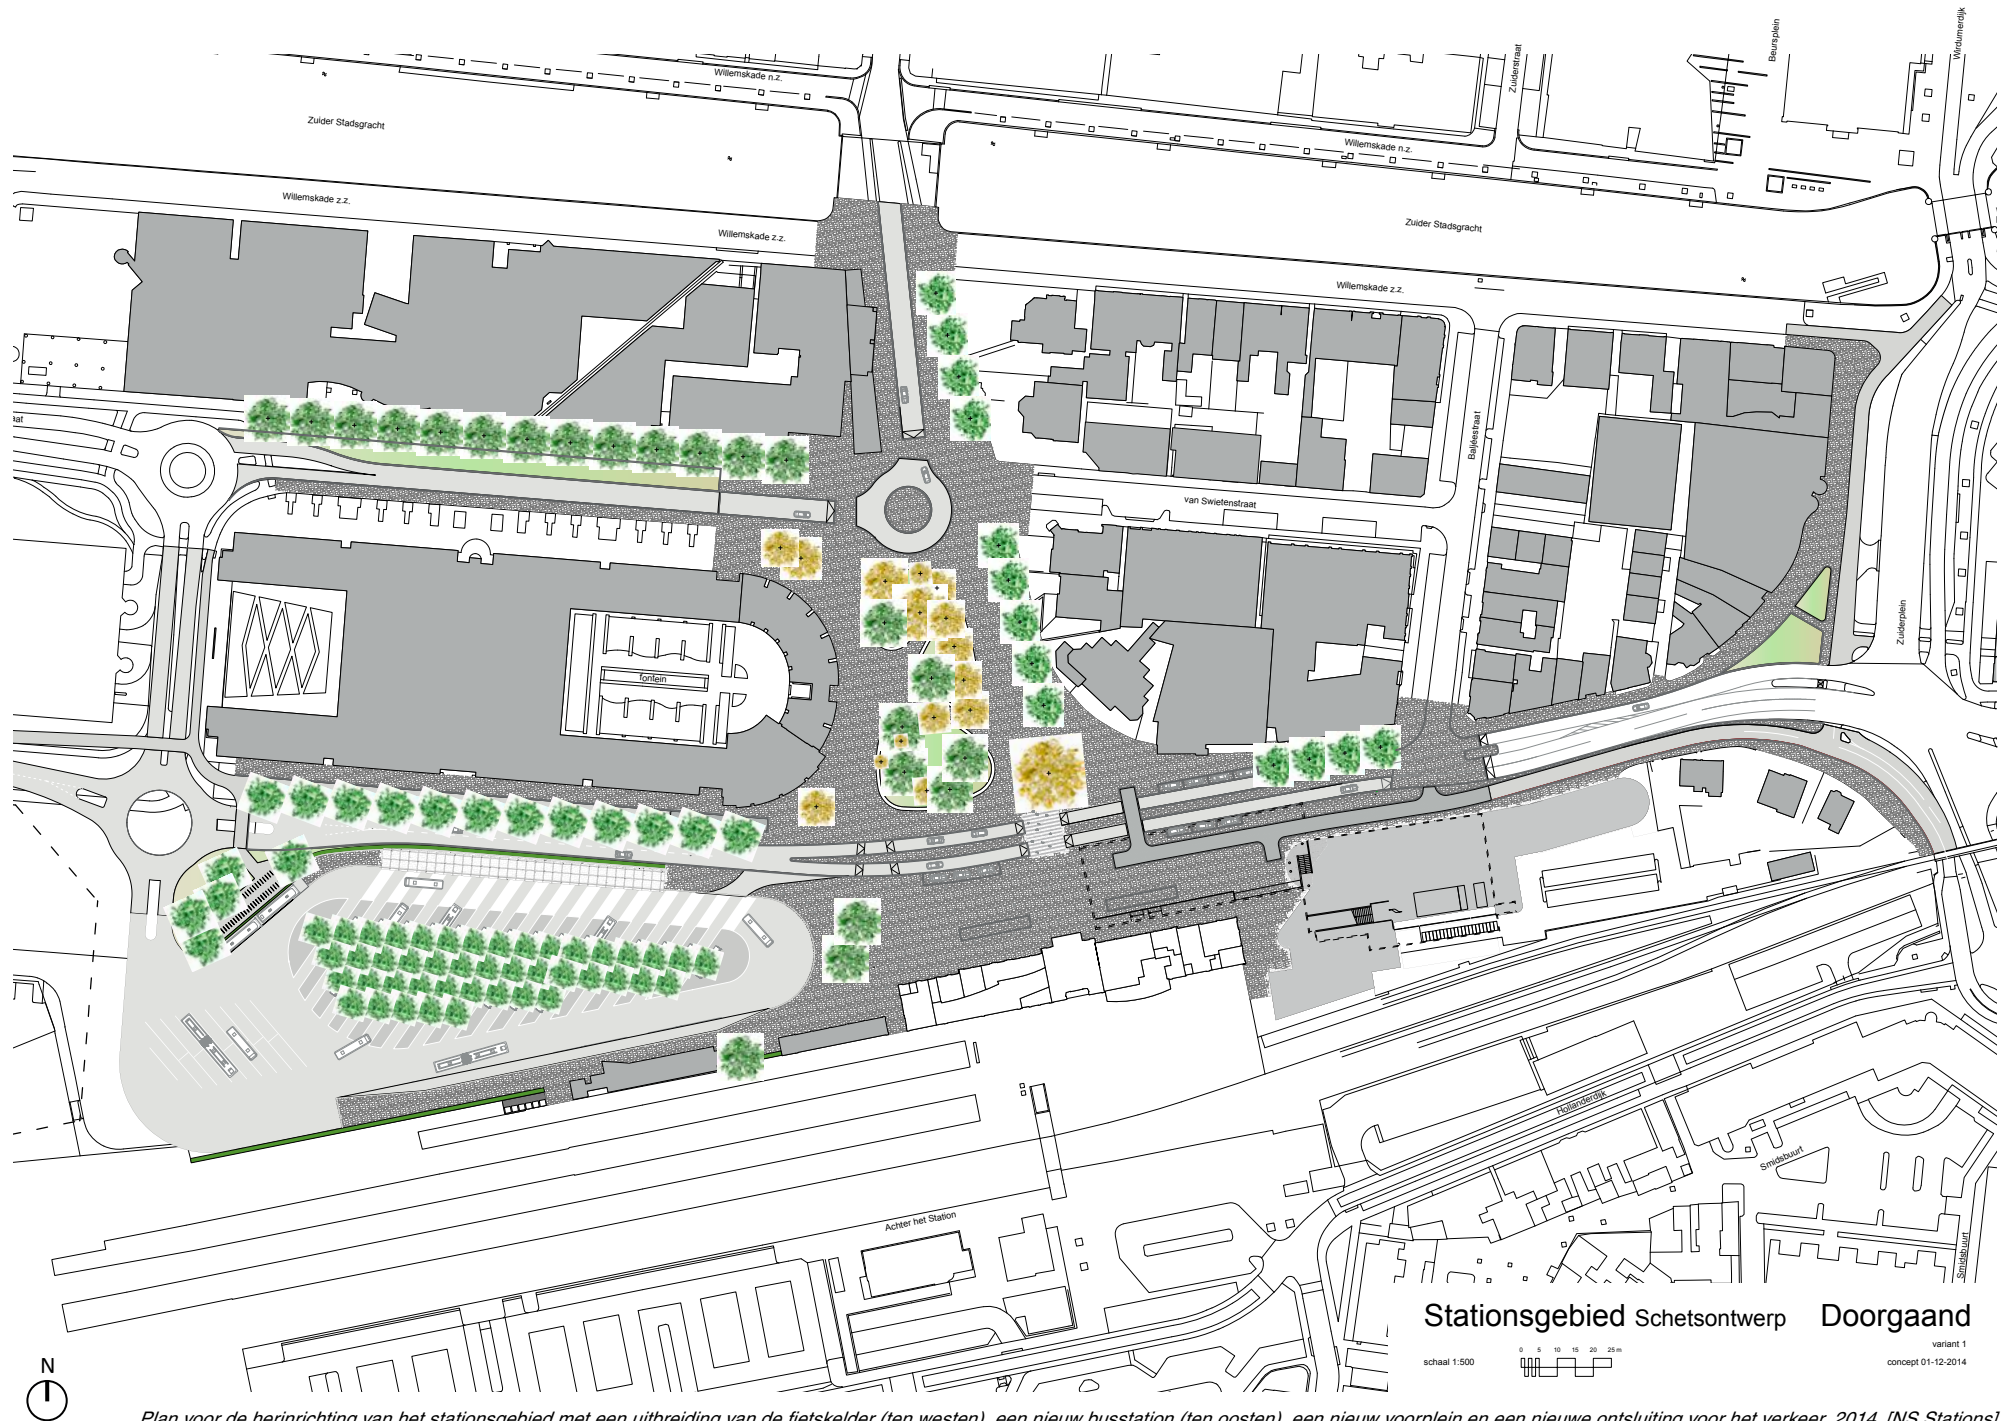 Beursplein
Wirdumerdijk
Zuiderstraat
Willemskade n.z.
Zuider Stadsgracht
Willemskade n.z.
Willemskade z.z.
Willemskade z.z.
Zuider Stadsgracht
Willemskade z.z.
aat
Baljéestraat
van Swietenstraat
Zuiderplein
fontein
Hollanderdijk
Smidsbuurt
Achter het Station
Smidsbuurt
Stationsgebied Schetsontwerp Doorgaand
variant 1
schaal 1:500
0 5 10 15 20 25 m
concept 01-12-2014
N
Plan voor de herinrichting van het stationsgebied met een uitbreiding van de fietskelder (ten westen), een nieuw busstation (ten oosten), een nieuw voorplein en een nieuwe ontsluiting voor het verkeer, 2014. [NS Stations]